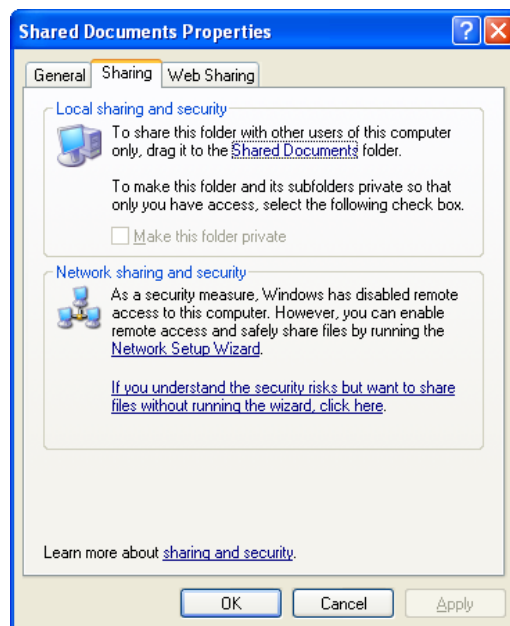 Shared Documents Properties
General
Sharing
Web Sharing
Local sharing and security
To share this folder with other users of this computer
only, drag it to the Shared Documents folder.
To make this folder and its subfolders private so that
only you have access, select the following check box.
Make this folder private
Network sharing and security
As a security measure, Windows has disabled remote
access to this computer. However, you can enable
remote access and safely share files by running the
Network Setup Wizard.
If you understand the security risks but want to share
files without running the wizard, click here.
Learn more about sharing and security.
OK
Cancel
Apply